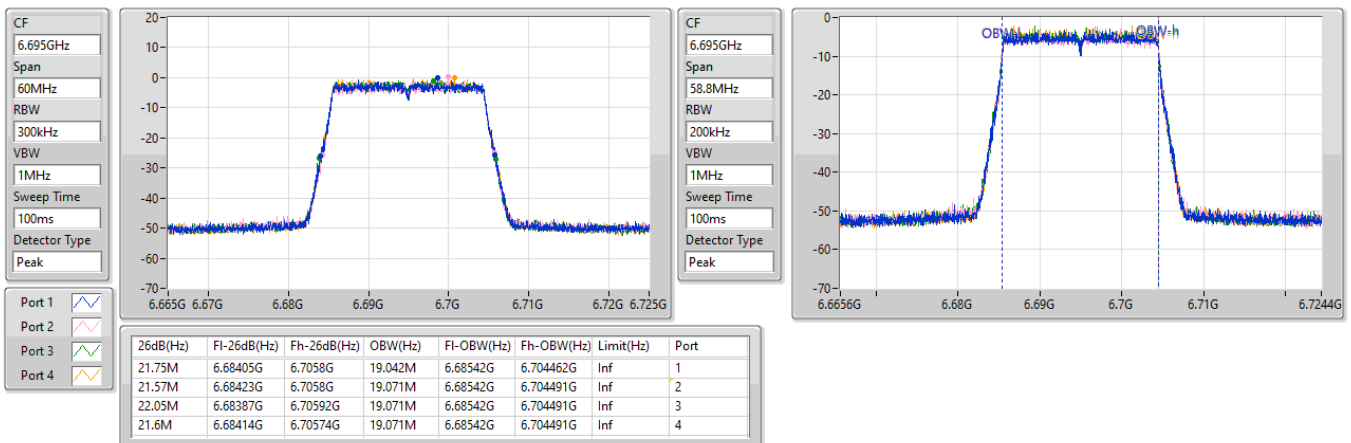 CF
6.695GHz
Span
60MHz
RBW
300kHz
VBW
1MHz
Sweep Time
100ms
Detector Type
Peak
20
10
0
-10
-20
-30
-40
-50
-60
-70
6.665G 6.67G 6.68G 6.69G 6.7G 6.71G 6.72G 6.725G
CF
6.695GHz
Span
58.8MHz
RBW
200kHz
VBW
1MHz
Sweep Time
100ms
Detector Type
Peak
0
-10
-20
-30
-40
-50
-60
-70
OBW-l OBW-h
6.6656G 6.68G 6.69G 6.7G 6.71G 6.7244G
Port 1
Port 2
Port 3
Port 4
26dB(Hz) Fl-26dB(Hz) Fh-26dB(Hz) OBW(Hz) Fl-OBW(Hz) Fh-OBW(Hz) Limit(Hz) Port
21.75M 6.68405G 6.7058G 19.042M 6.68542G 6.704462G Inf 1
21.57M 6.68423G 6.7058G 19.071M 6.68542G 6.704491G Inf 2
22.05M 6.68387G 6.70592G 19.071M 6.68542G 6.704491G Inf 3
21.6M 6.68414G 6.70574G 19.071M 6.68542G 6.704491G Inf 4